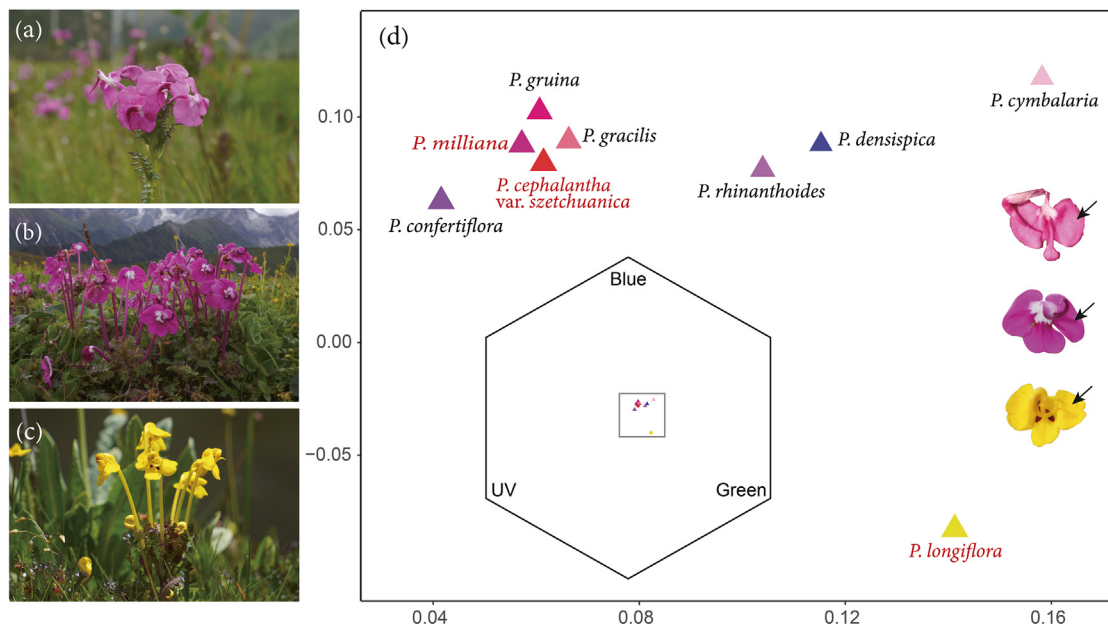 (a)
(b)
(c)
(d)
0.10
0.05
0.00
−0.05
P. gruina
P. milliana
P. gracilis
P. cephalantha
var. szetchuanica
P. confertiflora
P. rhinanthoides
P. densispica
P. cymbalaria
Blue
UV
Green
P. longiflora
0.04
0.08
0.12
0.16